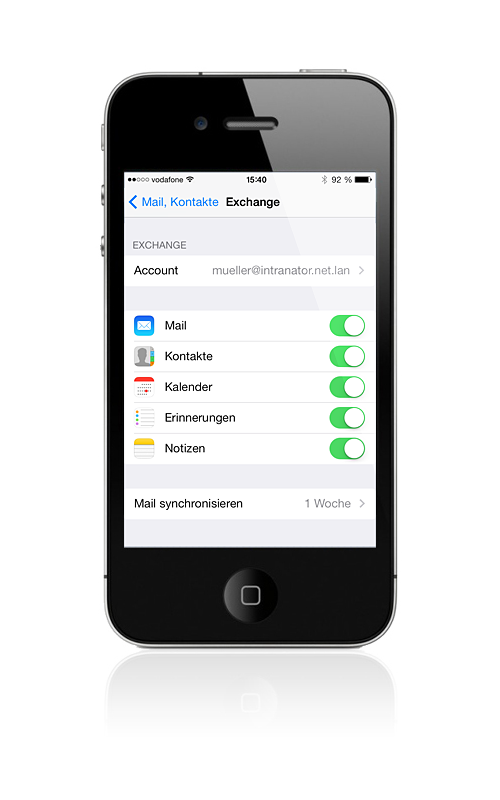 vodafone 15:40 92 %
Mail, Kontakte Exchange
EXCHANGE
Account mueller@intranator.net.lan
Mail
Kontakte
Kalender
Erinnerungen
Notizen
Mail synchronisieren 1 Woche